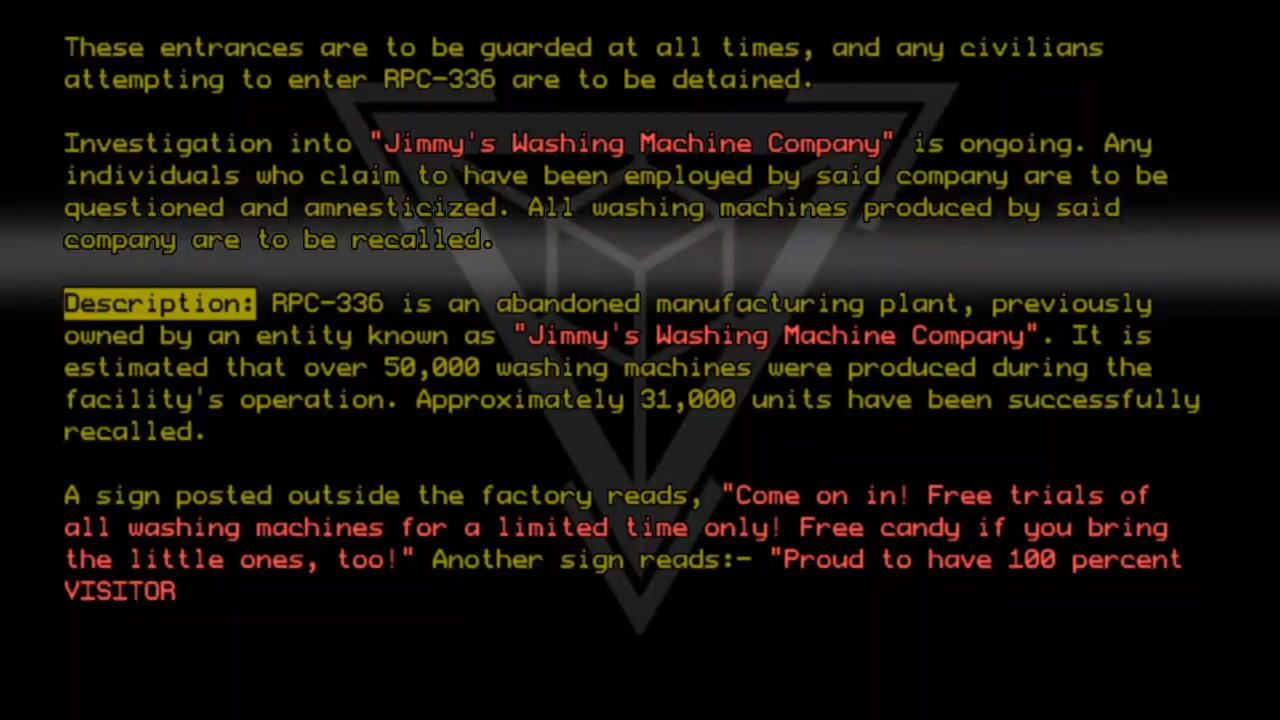 These entrances are to be guarded at all times, and any civilians
attempting to enter RPC-336 are to be detained.
Investigation into "Jimmy's Washing Machine Company" is ongoing. Any
individuals who claim to have been employed by said company are to be
questioned and amnesticized. All washing machines produced by said
company are to be recalled.
Description: RPC-336 is an abandoned manufacturing plant, previously
owned by an entity known as "Jimmy's Washing Machine Company". It is
estimated that over 50,000 washing machines were produced during the
facility's operation. Approximately 31,000 units have been successfully
recalled.
A sign posted outside the factory reads, "Come on in! Free trials of
all washing machines for a limited time only! Free candy if you bring
the little ones, too!" Another sign reads:- "Proud to have 100 percent
VISITOR